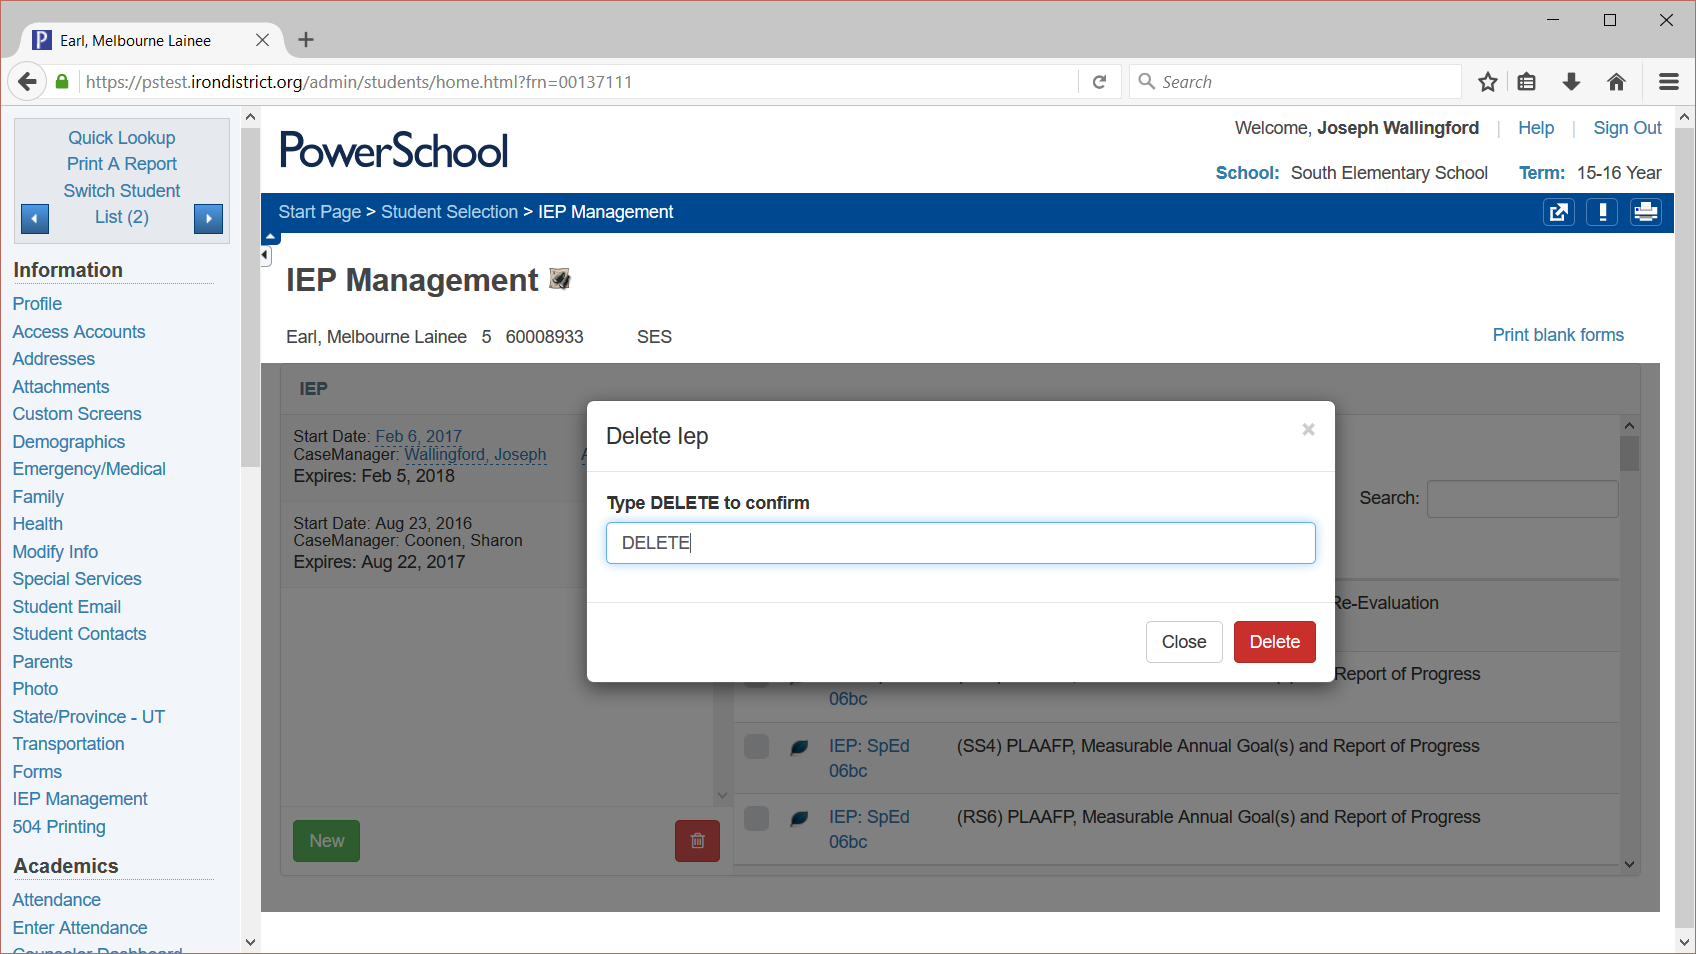 Earl, Melbourne Lainee
https://pstest.irondistrict.org/admin/students/home.html?frn=00137111
Search
Quick Lookup
Print A Report
Switch Student
List (2)
Information
Profile
Access Accounts
Addresses
Attachments
Custom Screens
Demographics
Emergency/Medical
Family
Health
Modify Info
Special Services
Student Email
Student Contacts
Parents
Photo
State/Province - UT
Transportation
Forms
IEP Management
504 Printing
Academics
Attendance
Enter Attendance
Counselor Dashboard
PowerSchool
Welcome, Joseph Wallingford | Help | Sign Out
School: South Elementary School Term: 15-16 Year
Start Page > Student Selection > IEP Management
IEP Management
Earl, Melbourne Lainee 5 60008933 SES
Print blank forms
IEP
Start Date: Feb 6, 2017
CaseManager: Wallingford, Joseph
Expires: Feb 5, 2018
Start Date: Aug 23, 2016
CaseManager: Coonen, Sharon
Expires: Aug 22, 2017
New
Delete Iep
×
Type DELETE to confirm
DELETE
Close
Delete
Search:
Re-Evaluation
Report of Progress
06bc
IEP: SpEd (SS4) PLAAFP, Measurable Annual Goal(s) and Report of Progress
06bc
IEP: SpEd (RS6) PLAAFP, Measurable Annual Goal(s) and Report of Progress
06bc